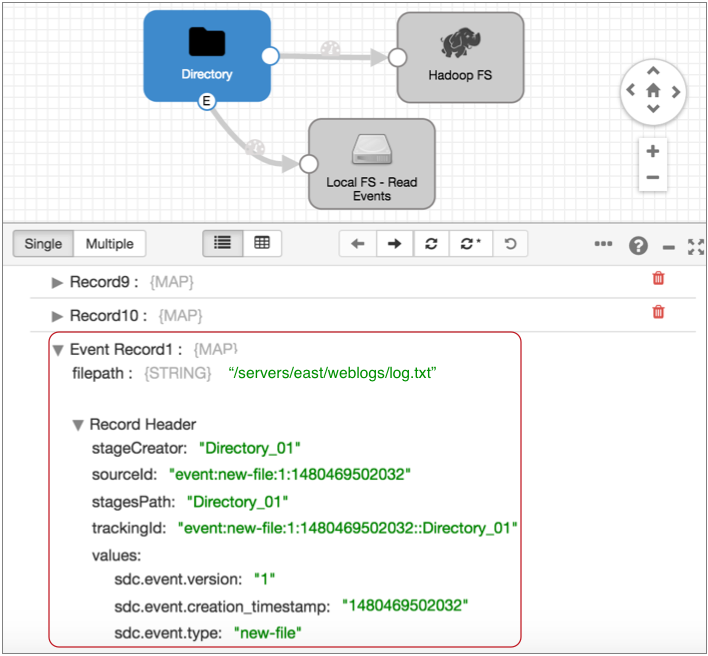 Directory
Hadoop FS
E
Local FS - Read
Events
Single
Multiple
Record9 : {MAP}
Record10 : {MAP}
Event Record1 : {MAP}
filepath : {STRING} “/servers/east/weblogs/log.txt”
Record Header
stageCreator: "Directory_01"
sourceId: "event:new-file:1:1480469502032"
stagesPath: "Directory_01"
trackingId: "event:new-file:1:1480469502032::Directory_01"
values:
sdc.event.version: "1"
sdc.event.creation_timestamp: "1480469502032"
sdc.event.type: "new-file"